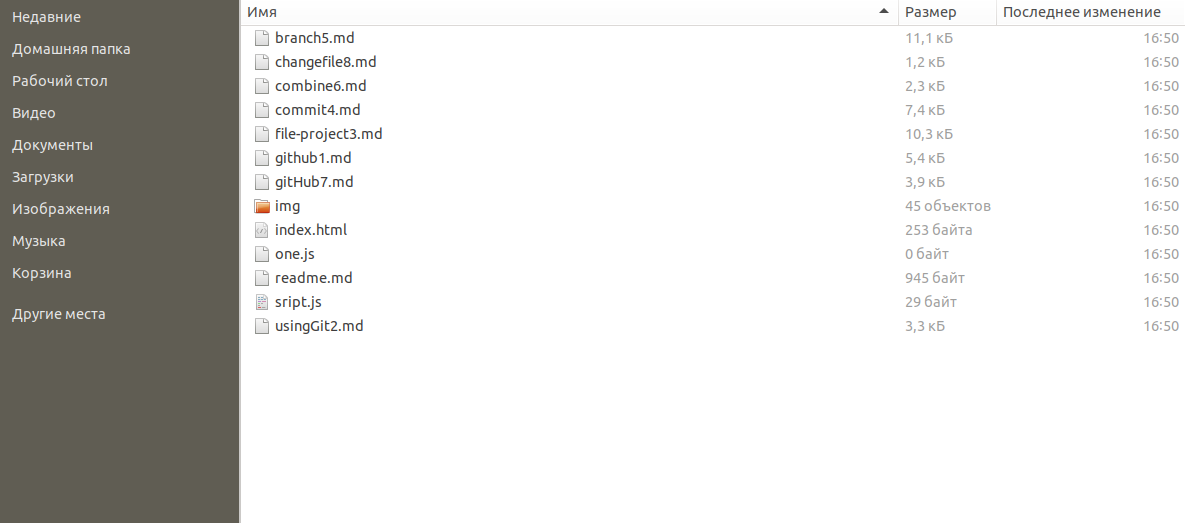 Недавние
Домашняя папка
Рабочий стол
Видео
Документы
Загрузки
Изображения
Музыка
Корзина
Другие места
Имя Размер Последнее изменение
branch5.md 11,1 кБ 16:50
changefile8.md 1,2 кБ 16:50
combine6.md 2,3 кБ 16:50
commit4.md 7,4 кБ 16:50
file-project3.md 10,3 кБ 16:50
github1.md 5,4 кБ 16:50
gitHub7.md 3,9 кБ 16:50
img 45 объектов 16:50
index.html 253 байта 16:50
one.js 0 байт 16:50
readme.md 945 байт 16:50
sript.js 29 байт 16:50
usingGit2.md 3,3 кБ 16:50